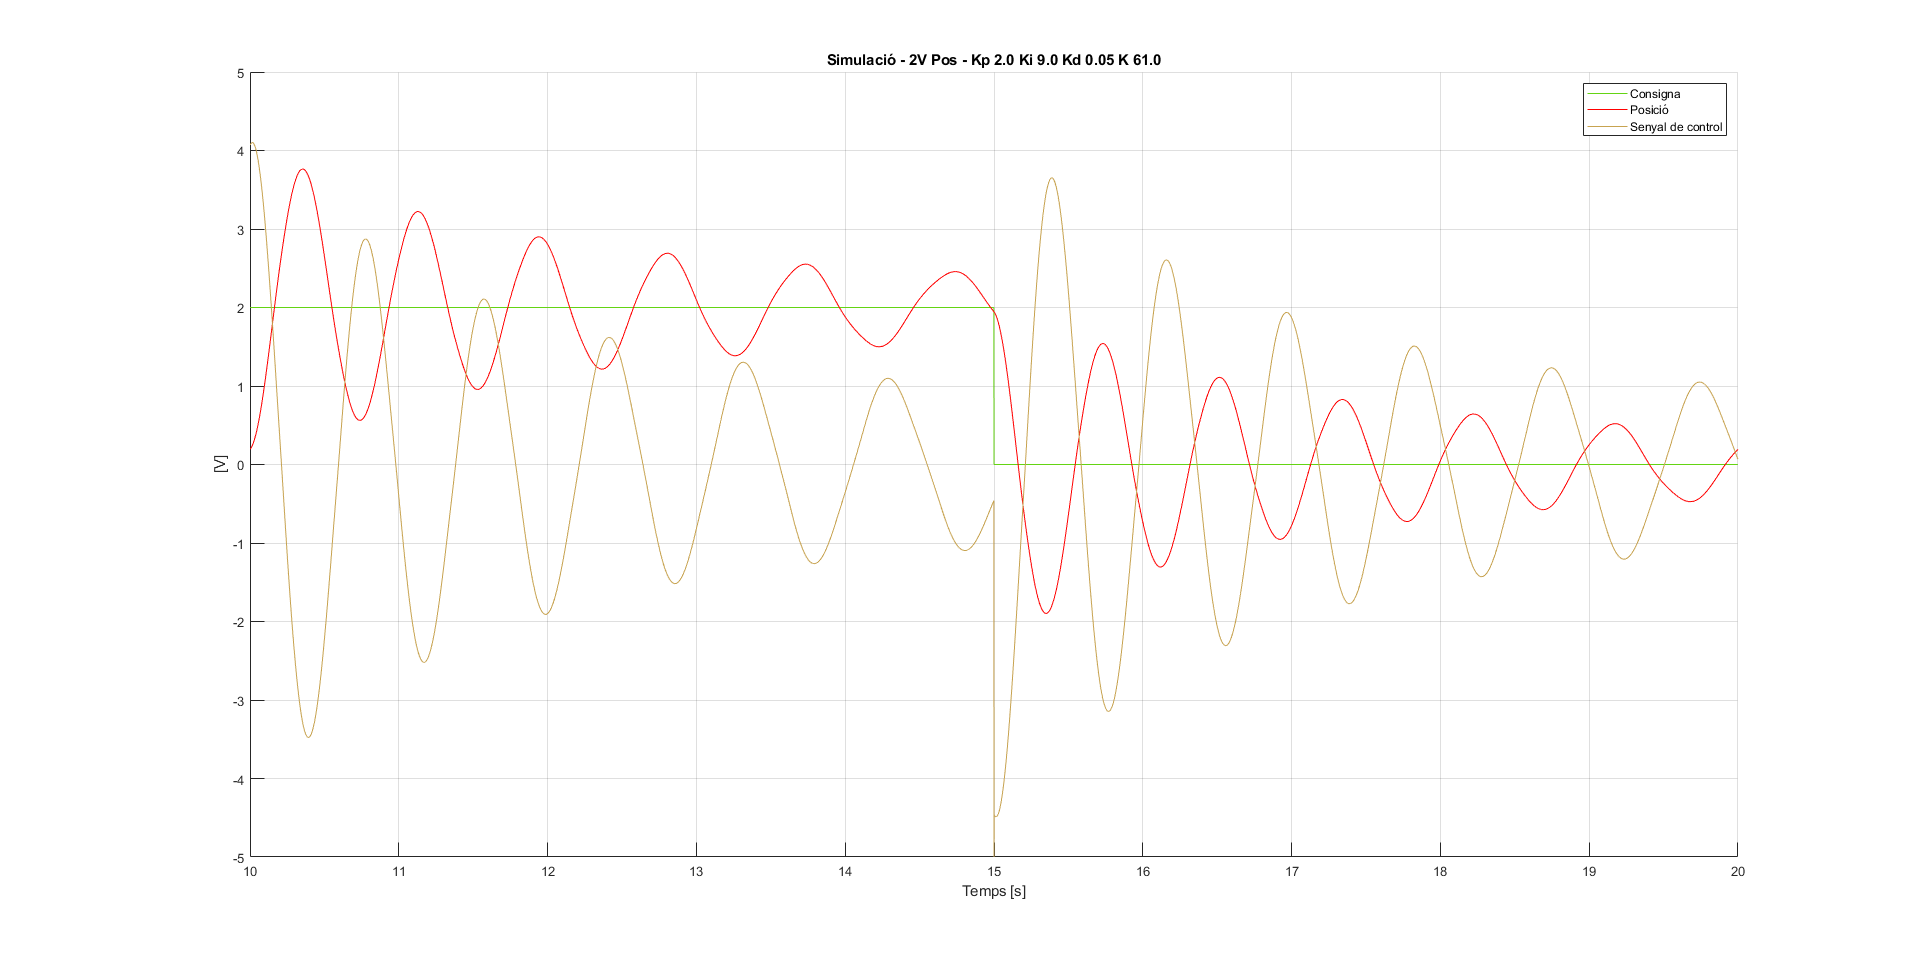 Simulació - 2V Pos - Kp 2.0 Ki 9.0 Kd 0.05 K 61.0
Consigna
Posició
Senyal de control
5
4
3
2
1
0
-1
-2
-3
-4
-5
[V]
10 11 12 13 14 15 16 17 18 19 20
Temps [s]